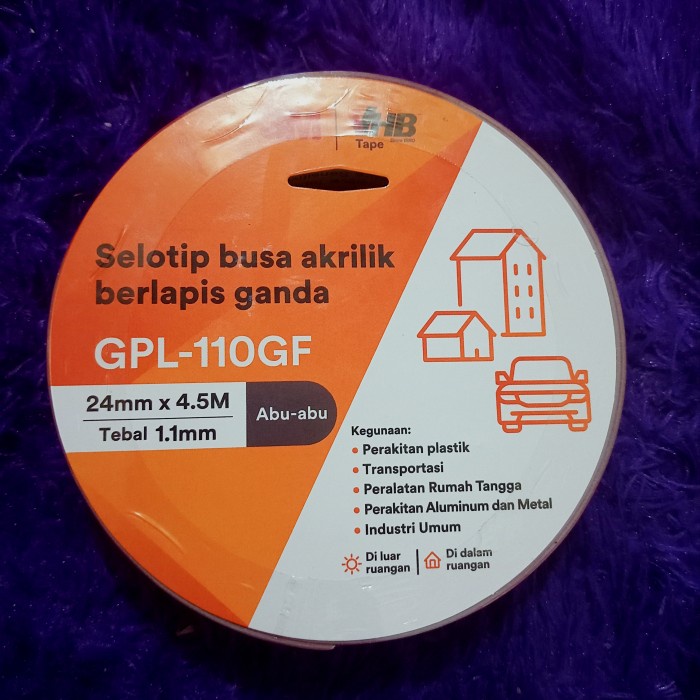 HB
Tape
Selotip busa akrilik
berlapis ganda
GPL-110GF
24mm x 4.5M
Tebal 1.1mm
Abu-abu
Kegunaan:
• Perakitan plastik
• Transportasi
• Peralatan Rumah Tangga
• Perakitan Aluminum dan Metal
• Industri Umum
Di luar
ruangan
Di dalam
ruangan